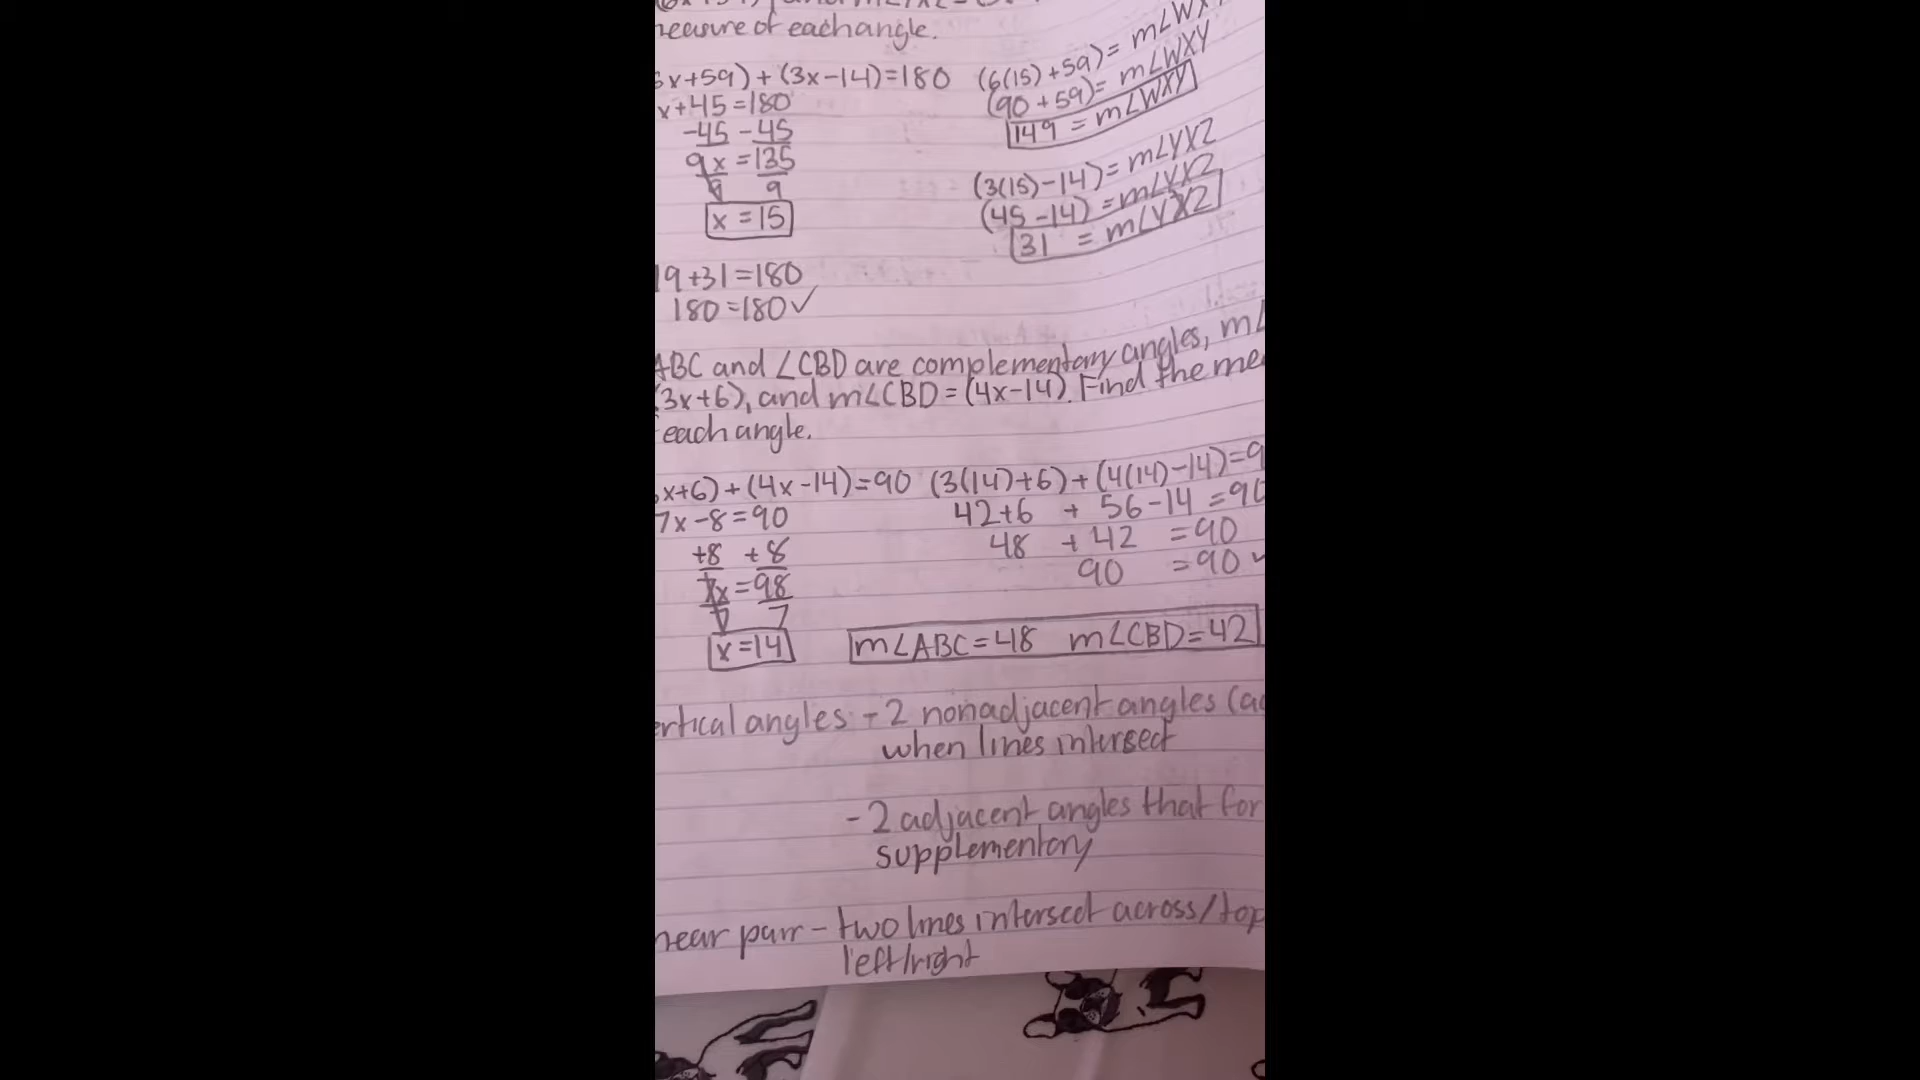 measure of each angle.
6x+59) + (3x-14)=180
x+45=180
-45 -45
9x=135
9 9
x=15
(6(15)+59)= m∠WXY
(90+59)= m∠WXY
149 = m∠WXY
(3(15)-14)= m∠YXZ
(45-14) = m∠YXZ
31 = m∠YXZ
19+31=180
180=180✓
ABC and ∠CBD are complementary angles, m∠
(3x+6), and m∠CBD=(4x-14). Find the me
each angle.
x+6)+(4x-14)=90
7x-8=90
+8 +8
7x=98
7 7
x=14
(3(14)+6)+(4(14)-14)=9
42+6 + 56-14 =90
48 + 42 =90
90 =90✓
m∠ABC=48 m∠CBD=42
ertical angles - 2 nonadjacent angles (ac
when lines intersect
- 2 adjacent angles that for
supplementary
near pair - two lines intersect across/top
left/right